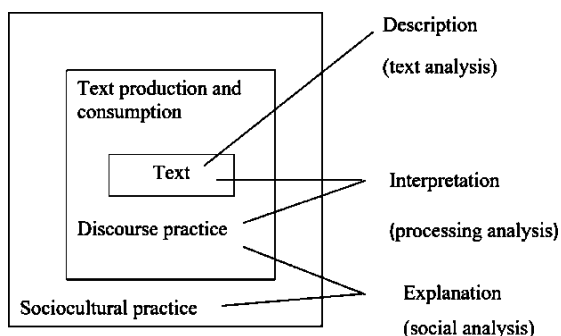 Description
(text analysis)
Text production and
consumption
Text
Interpretation
Discourse practice
(processing analysis)
Explanation
Sociocultural practice
(social analysis)